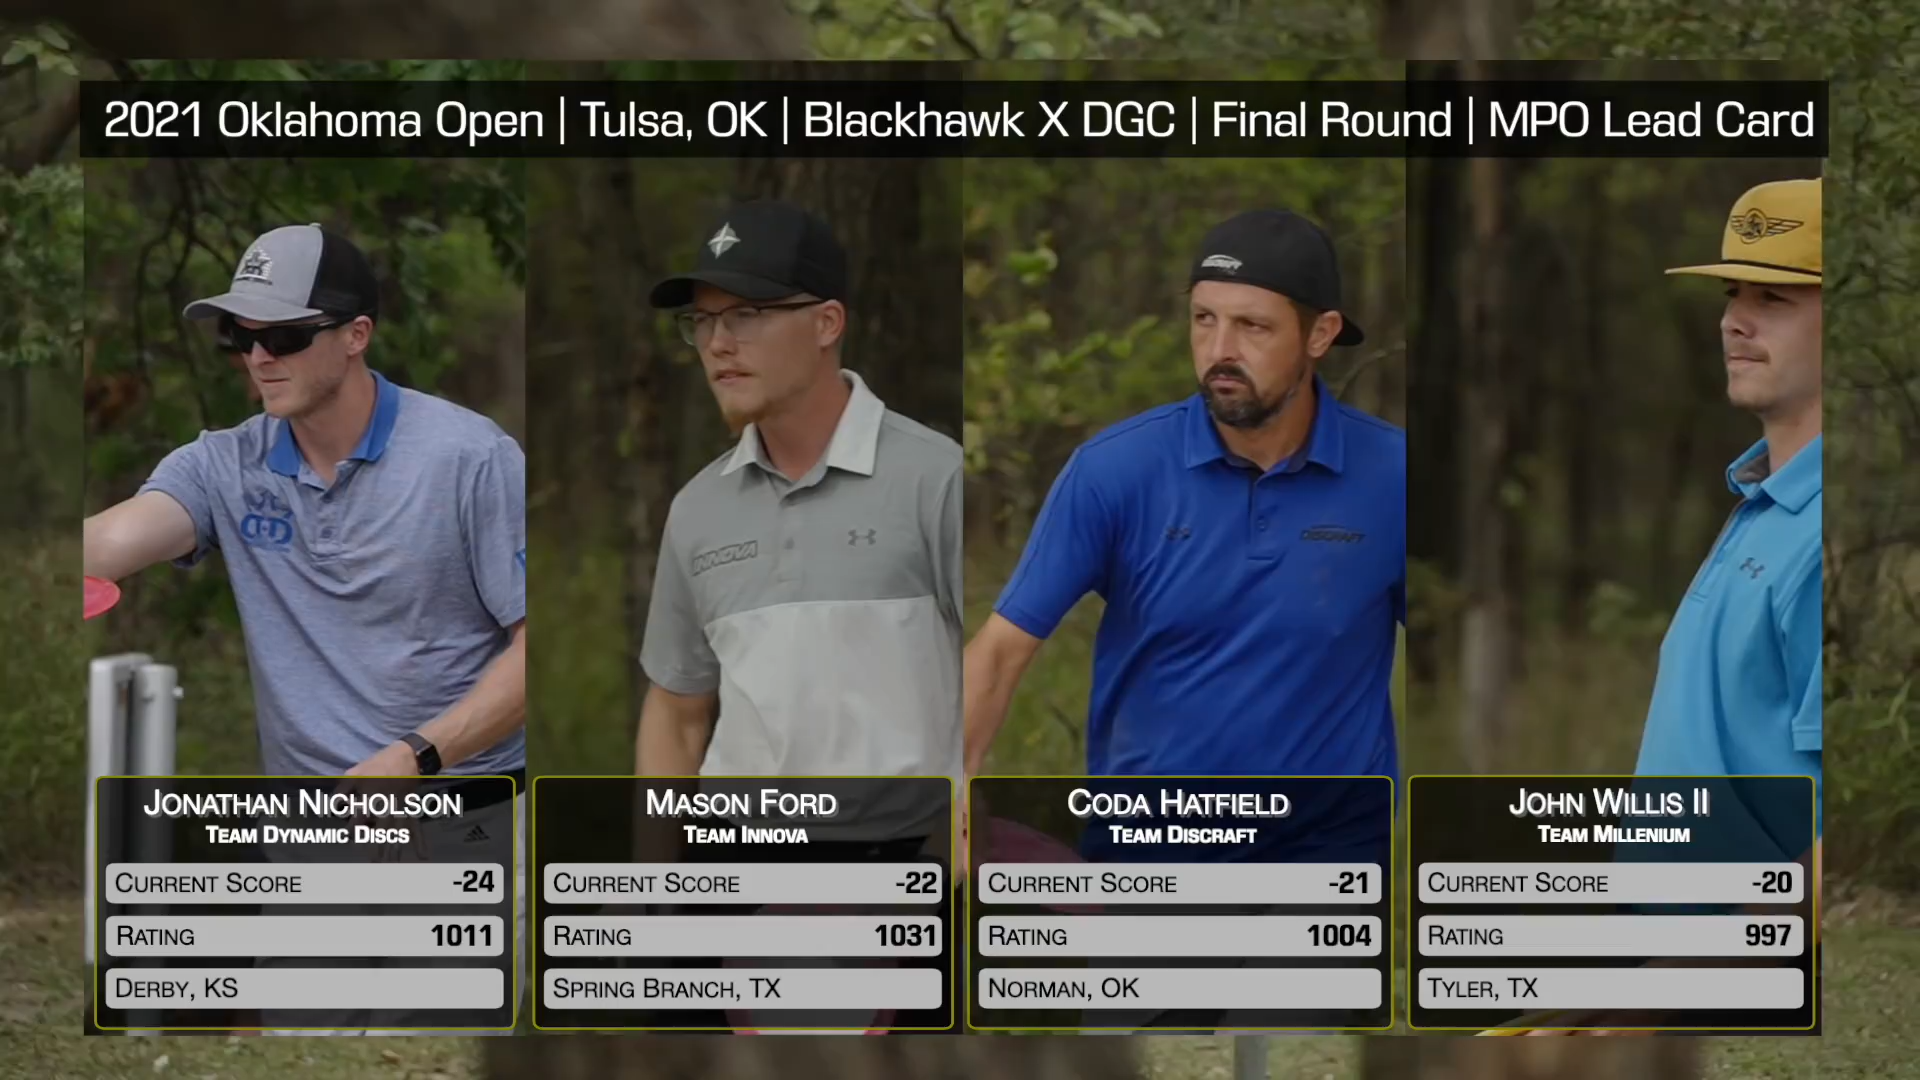 2021 Oklahoma Open | Tulsa, OK | Blackhawk X DGC | Final Round | MPO Lead Card
INNOVA
DISCRAFT
JONATHAN NICHOLSON
TEAM DYNAMIC DISCS
CURRENT SCORE -24
RATING 1011
DERBY, KS
MASON FORD
TEAM INNOVA
CURRENT SCORE -22
RATING 1031
SPRING BRANCH, TX
CODA HATFIELD
TEAM DISCRAFT
CURRENT SCORE -21
RATING 1004
NORMAN, OK
JOHN WILLIS II
TEAM MILLENIUM
CURRENT SCORE -20
RATING 997
TYLER, TX